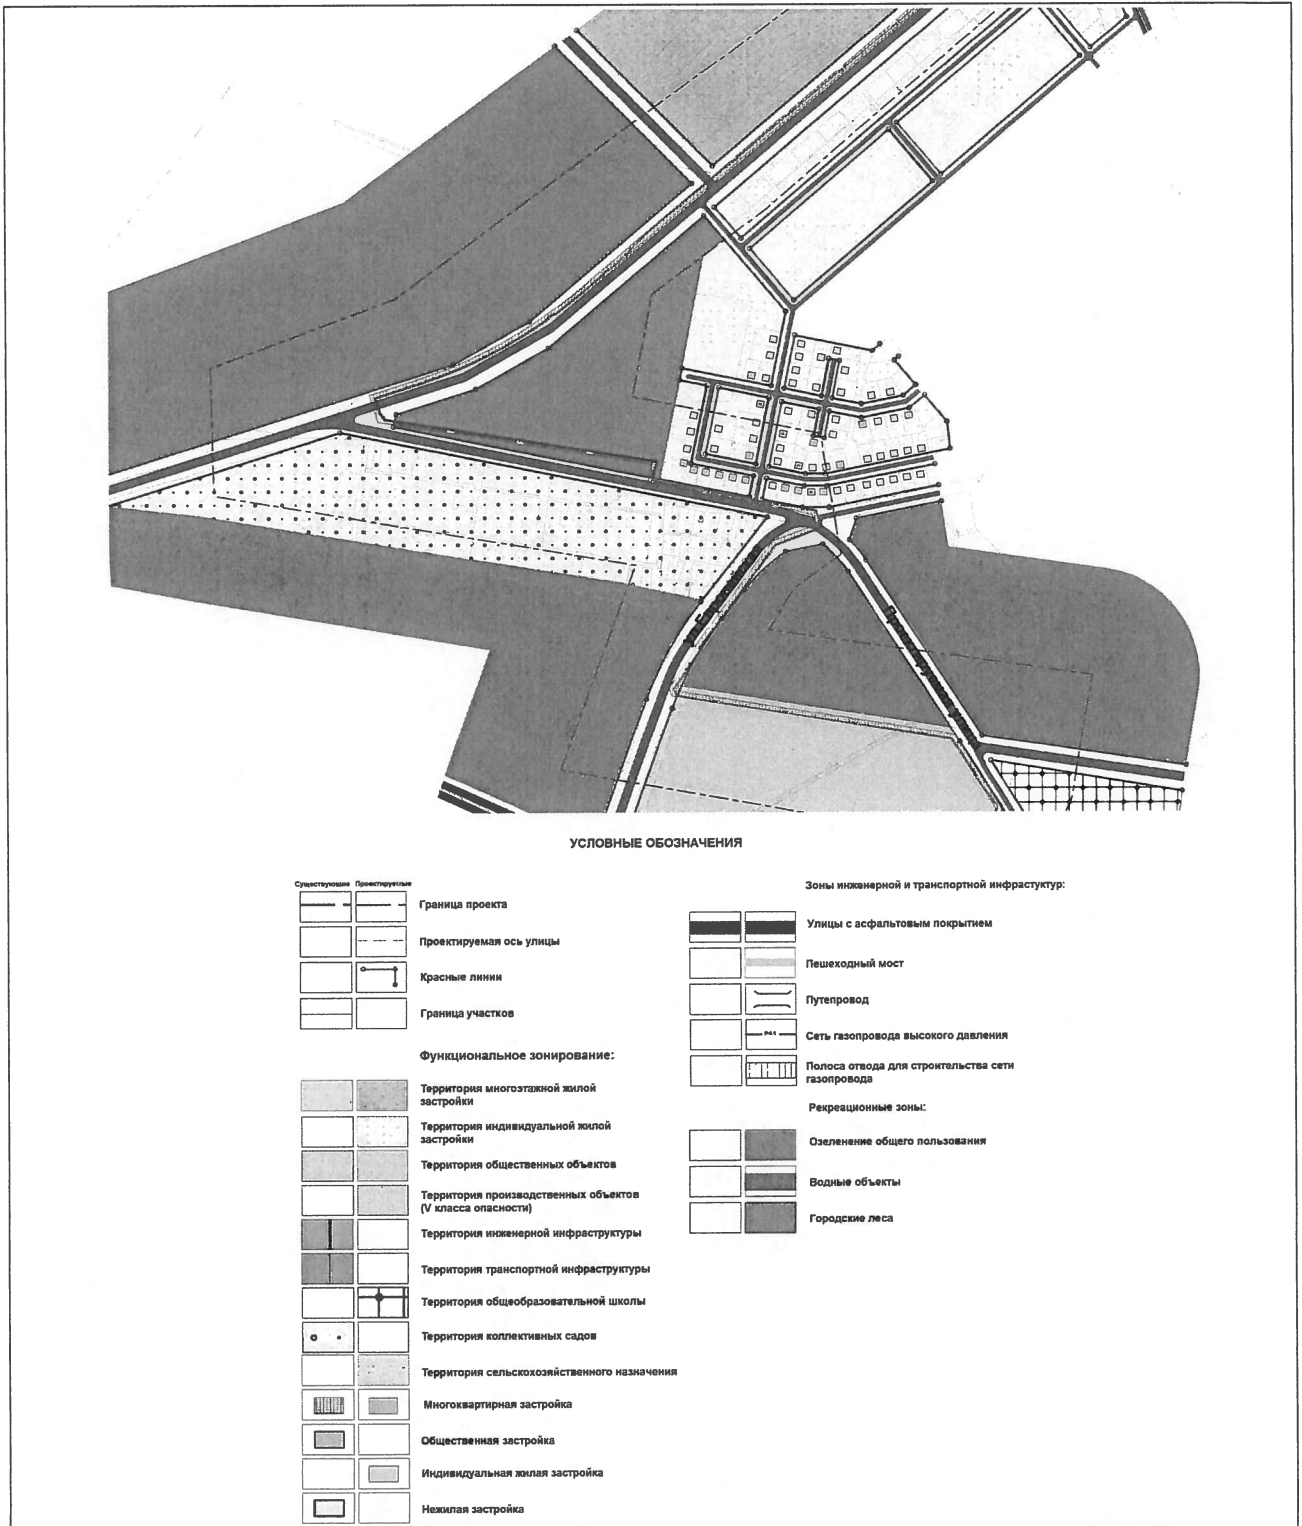 УСЛОВНЫЕ ОБОЗНАЧЕНИЯ
Существующие Проектируемые
Граница проекта
Проектируемая ось улицы
Красные линии
Граница участков
Функциональное зонирование:
Территория многоэтажной жилой
застройки
Территория индивидуальной жилой
застройки
Территория общественных объектов
Территория производственных объектов
(V класса опасности)
Территория инженерной инфраструктуры
Территория транспортной инфраструктуры
Территория общеобразовательной школы
Территория коллективных садов
Территория сельскохозяйственного назначения
Многоквартирная застройка
Общественная застройка
Индивидуальная жилая застройка
Нежилая застройка
Зоны инженерной и транспортной инфрастуктур:
Улицы с асфальтовым покрытием
Пешеходный мост
Путепровод
Сеть газопровода высокого давления
Полоса отвода для строительства сети
газопровода
Рекреационные зоны:
Озеленение общего пользования
Водные объекты
Городские леса